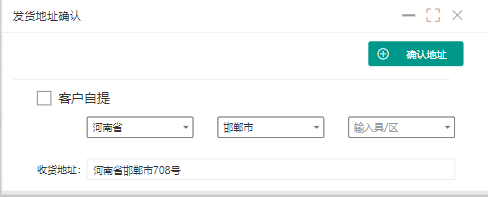 发货地址确认
确认地址
客户自提
河南省 邯郸市 输入县/区
收货地址: 河南省邯郸市708号